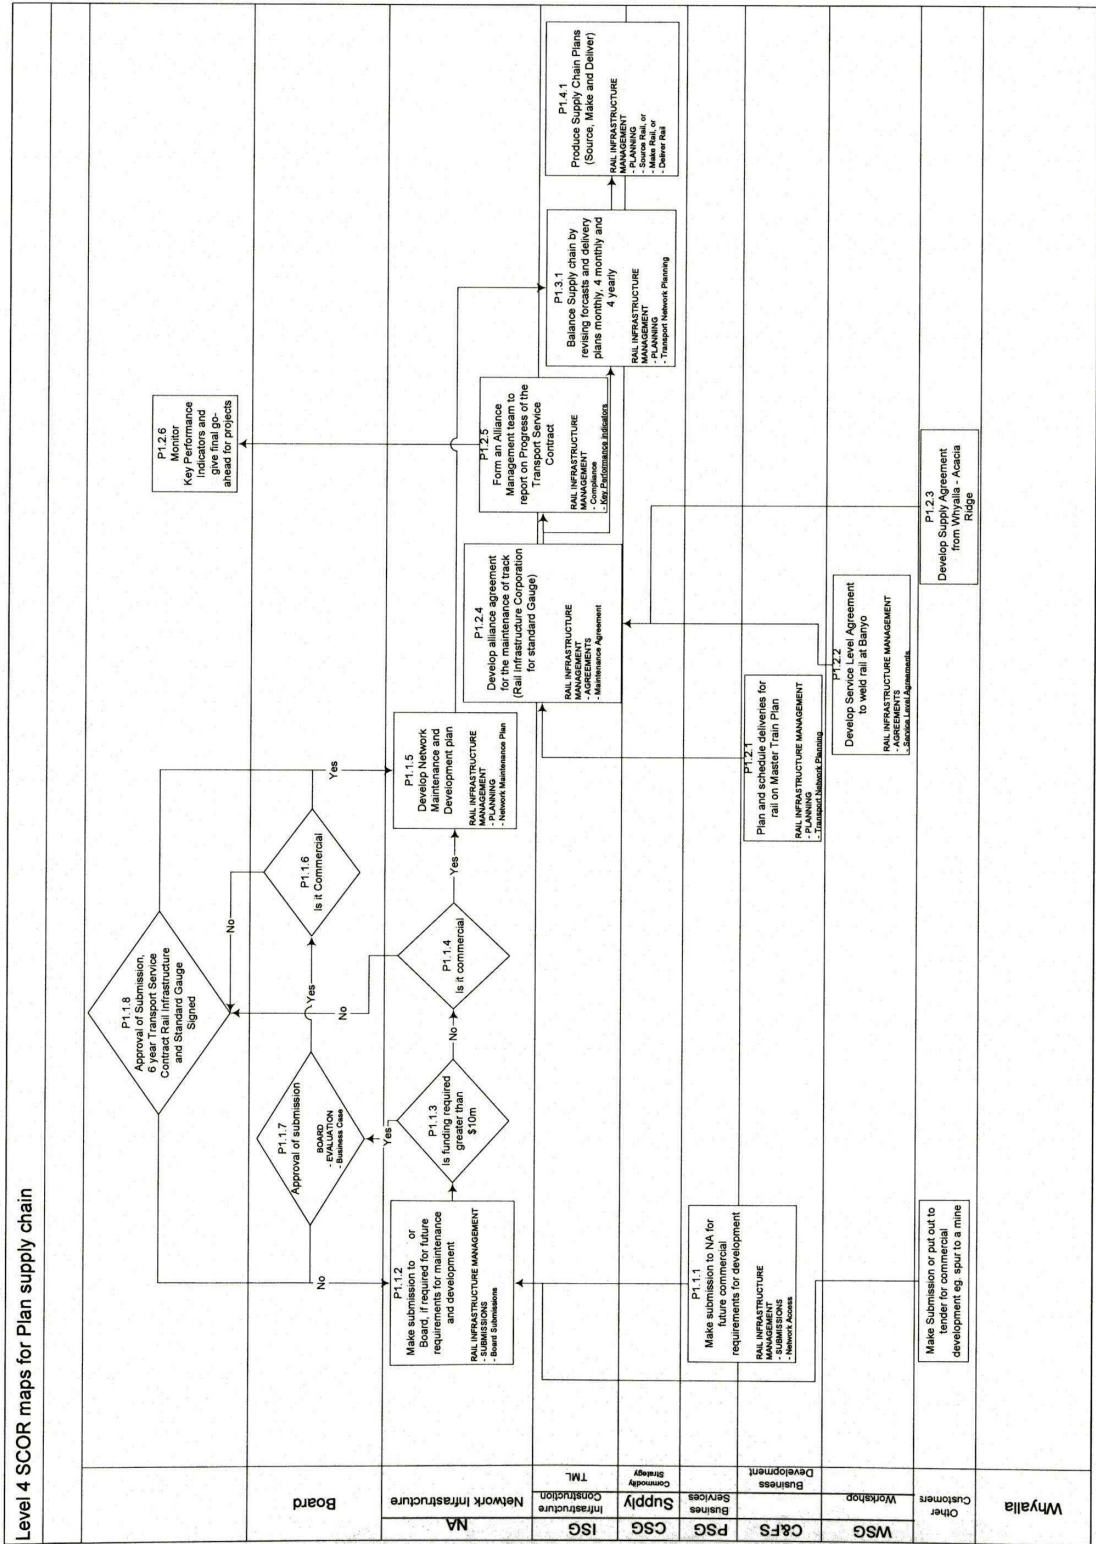 Level 4 SCOR maps for Plan supply chain
P1.1.8
Approval of Submission,
6 year Transport Service
Contract Rail Infrastructure
and Standard Gauge
Signed
P1.2.6
Monitor
Key Performance
Indicators and
give final go-
ahead for projects
Board
P1.1.7
Approval of submission
BOARD
- EVALUATION
- Business Case
Yes
P1.1.6
Is it Commercial
No
Yes
No
No
NA
Network Infrastructure
P1.1.2
Make submission to or
Board, if required for future
requirements for maintenance
and development
RAIL INFRASTRUCTURE MANAGEMENT
- SUBMISSIONS
- Board Submissions
Yes
P1.1.3
Is funding required
greater than
$10m
No
P1.1.4
Is it commercial
Yes
P1.1.5
Develop Network
Maintenance and
Development plan
RAIL INFRASTRUCTURE
MANAGEMENT
- PLANNING
- Network Maintenance Plan
ISG
Infrastructure
Construction
TML
P1.2.4
Develop alliance agreement
for the maintenance of track
(Rail Infrastructure Corporation
for standard Gauge)
RAIL INFRASTRUCTURE
MANAGEMENT
- AGREEMENTS
- Maintenance Agreement
P1.2.5
Form an Alliance
Management team to
report on Progress of the
Transport Service
Contract
RAIL INFRASTRUCTURE
MANAGEMENT
- Compliance
- Key Performance indicators
P1.3.1
Balance Supply chain by
revising forcasts and delivery
plans monthly, 4 monthly and
4 yearly
RAIL INFRASTRUCTURE
MANAGEMENT
- PLANNING
- Transport Network Planning
P1.4.1
Produce Supply Chain Plans
(Source, Make and Deliver)
RAIL INFRASTRUCTURE
MANAGEMENT
- PLANNING
- Source Rail, or
- Make Rail, or
- Deliver Rail
CSG
Supply
Commodity
Strategy
PSG
Business
Services
P1.1.1
Make submission to NA for
future commercial
requirements for development
RAIL INFRASTRUCTURE
MANAGEMENT
- SUBMISSIONS
- Network Access
C&FS
Business
Development
P1.2.1
Plan and schedule deliveries for
rail on Master Train Plan
RAIL INFRASTRUCTURE MANAGEMENT
- PLANNING
- Transport Network Planning
WSG
Workshop
P1.2.2
Develop Service Level Agreement
to weld rail at Banyo
RAIL INFRASTRUCTURE MANAGEMENT
- AGREEMENTS
- Service Level Agreements
Other
Customers
Make Submission or put out to
tender for commercial
development eg. spur to a mine
P1.2.3
Develop Supply Agreement
from Whyalla - Acacia
Ridge
Whyalla